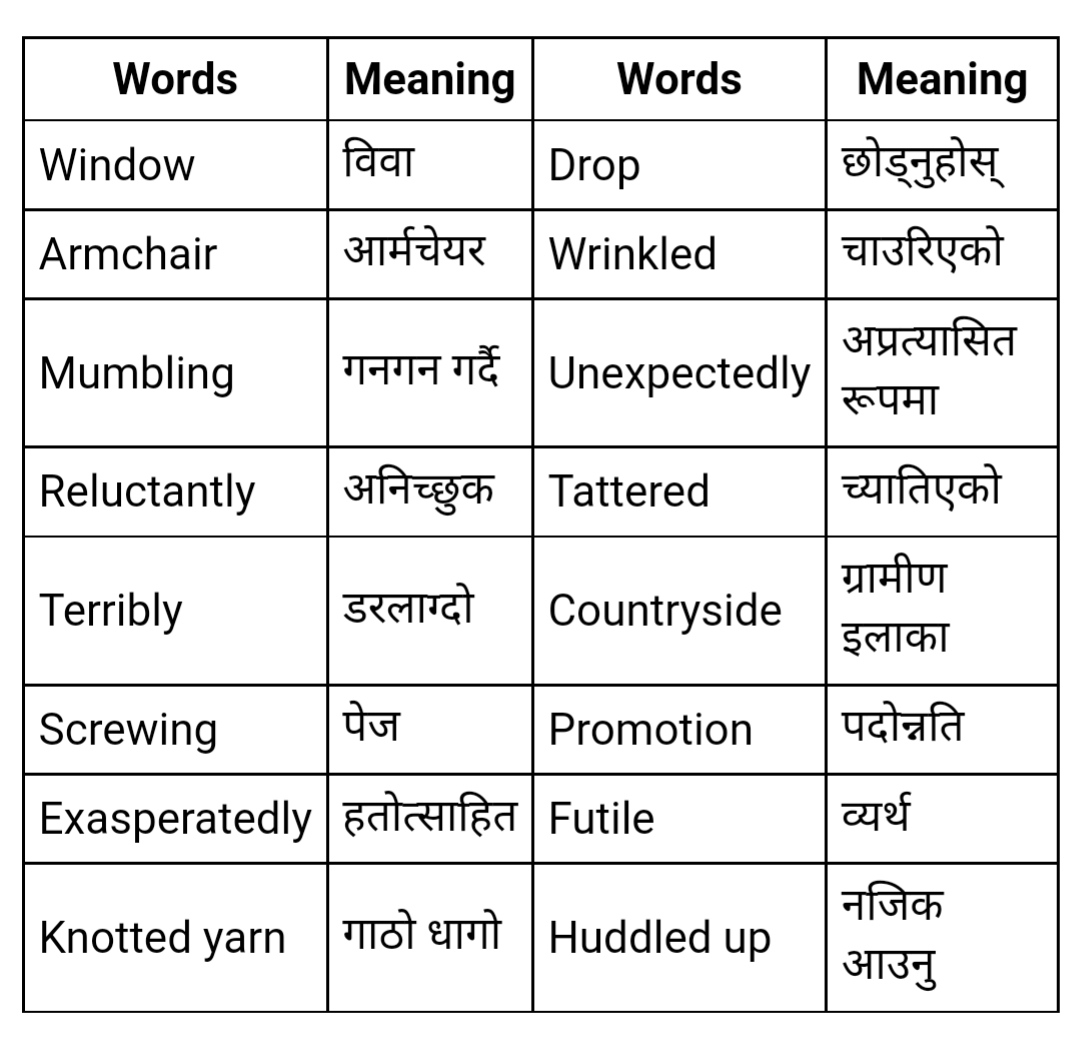 Words Meaning Words Meaning
Window विवा Drop छोड्नुहोस्
Armchair आर्मचेयर Wrinkled चाउरिएको
Mumbling गनगन गर्दै Unexpectedly अप्रत्यासित
रूपमा
Reluctantly अनिच्छुक Tattered च्यातिएको
Terribly डरलाग्दो Countryside ग्रामीण
इलाका
Screwing पेज Promotion पदोन्नति
Exasperatedly हतोत्साहित Futile व्यर्थ
Knotted yarn गाठो धागो Huddled up नजिक
आउनु